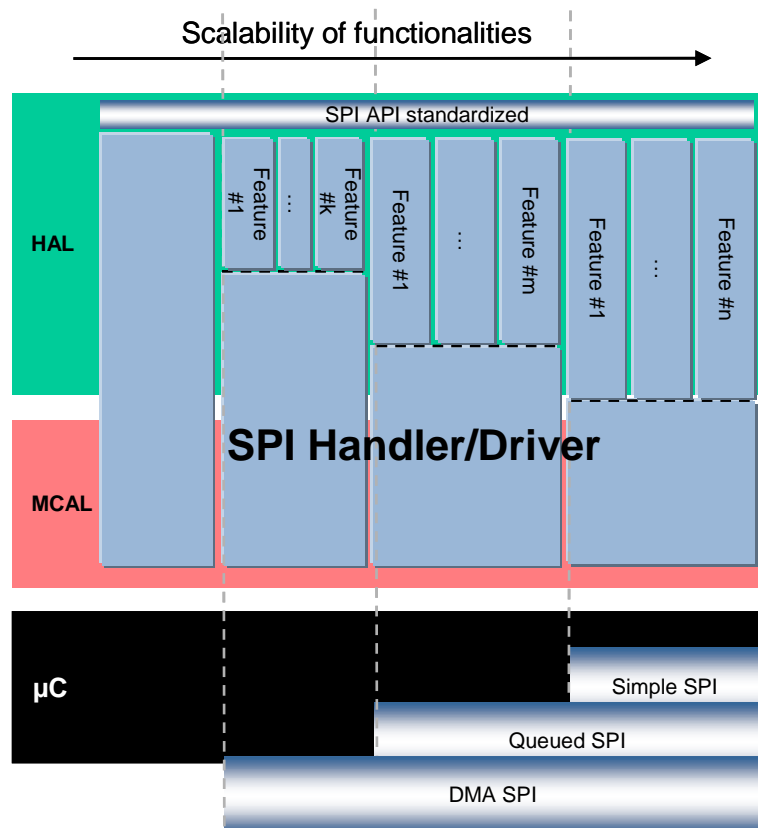 Scalability of functionalities
SPI API standardized
HAL
Feature #1
…
Feature #k
Feature #1
…
Feature #m
Feature #1
…
Feature #n
SPI Handler/Driver
MCAL
µC
Simple SPI
Queued SPI
DMA SPI